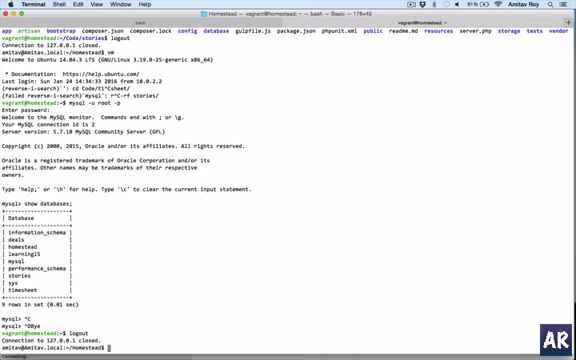 Terminal Shell Edit View Window Help 91% Amitav Roy
Homestead — vagrant@homestead: ~ — bash — Basic — 178×45
bash
vagrant@homestead: ~
app artisan bootstrap composer.json composer.lock config database gulpfile.js package.json phpunit.xml public readme.md resources server.php storage tests vendor
vagrant@homestead:~/Code/stories$ logout
Connection to 127.0.0.1 closed.
amitav@Amitav.local:~/Homestead$ vm
Welcome to Ubuntu 14.04.3 LTS (GNU/Linux 3.19.0-25-generic x86_64)
* Documentation: https://help.ubuntu.com/
Last login: Sun Jan 24 14:34:33 2016 from 10.0.2.2
(reverse-i-search)`': cd Code/ti^Csheet/
(failed reverse-i-search)`mysql': r^C-rf stories/
vagrant@homestead:~$ mysql -u root -p
Enter password:
Welcome to the MySQL monitor.  Commands end with ; or \g.
Your MySQL connection id is 2
Server version: 5.7.10 MySQL Community Server (GPL)
Copyright (c) 2000, 2015, Oracle and/or its affiliates. All rights reserved.
Oracle is a registered trademark of Oracle Corporation and/or its
affiliates. Other names may be trademarks of their respective
owners.
Type 'help;' or '\h' for help. Type '\c' to clear the current input statement.
mysql> show databases;
+--------------------+
| Database           |
+--------------------+
| information_schema |
| deals              |
| homestead          |
| learningl5         |
| mysql              |
| performance_schema |
| stories            |
| sys                |
| timesheet          |
+--------------------+
9 rows in set (0.01 sec)
mysql> ^C
mysql> ^DBye
vagrant@homestead:~$ logout
Connection to 127.0.0.1 closed.
amitav@Amitav.local:~/Homestead$
Connecting...
AR